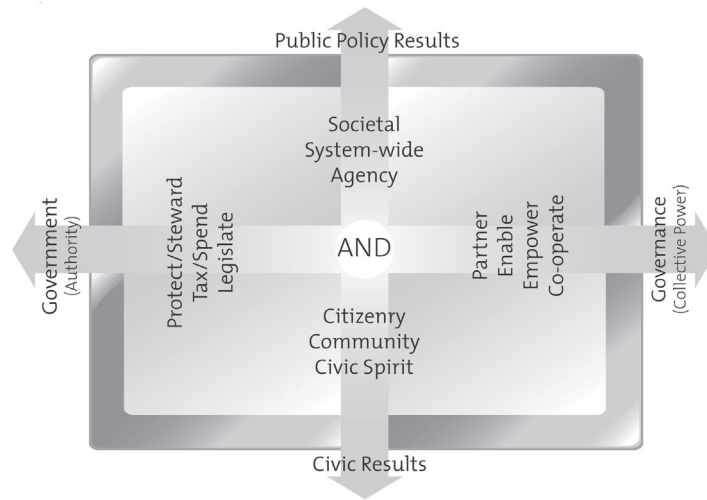 Public Policy Results
Societal
System-wide
Agency
Government
(Authority)
Protect/Steward
Tax/Spend
Legislate
AND
Partner
Enable
Empower
Co-operate
Governance
(Collective Power)
Citizenry
Community
Civic Spirit
Civic Results